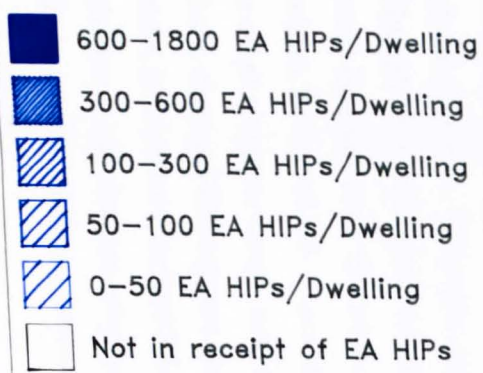 600-1800 EA HIPs/Dwelling
300-600 EA HIPs/Dwelling
100-300 EA HIPs/Dwelling
50-100 EA HIPs/Dwelling
0-50 EA HIPs/Dwelling
Not in receipt of EA HIPs